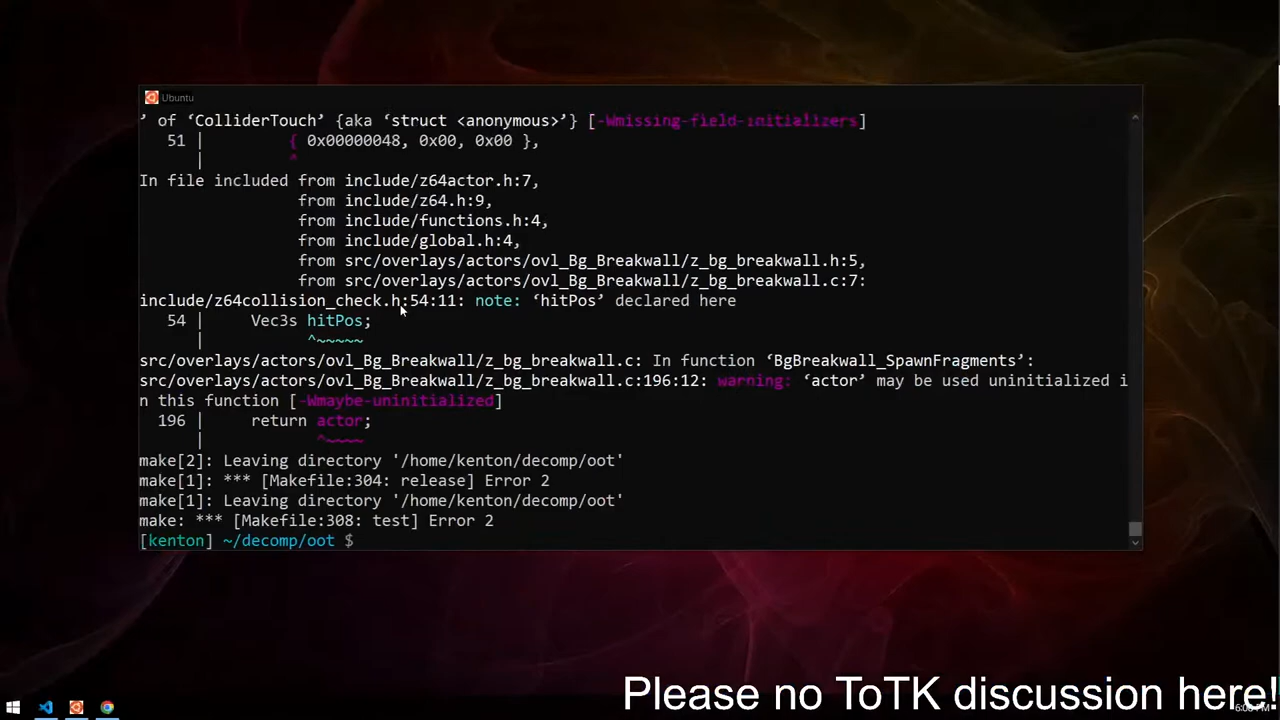 Ubuntu
’ of ‘ColliderTouch’ {aka ‘struct <anonymous>’} [-Wmissing-field-initializers]
51 |     { 0x00000048, 0x00, 0x00 },
|     ^
In file included from include/z64actor.h:7,
from include/z64.h:9,
from include/functions.h:4,
from include/global.h:4,
from src/overlays/actors/ovl_Bg_Breakwall/z_bg_breakwall.h:5,
from src/overlays/actors/ovl_Bg_Breakwall/z_bg_breakwall.c:7:
include/z64collision_check.h:54:11: note: ‘hitPos’ declared here
54 |     Vec3s hitPos;
|           ^~~~~~
src/overlays/actors/ovl_Bg_Breakwall/z_bg_breakwall.c: In function ‘BgBreakwall_SpawnFragments’:
src/overlays/actors/ovl_Bg_Breakwall/z_bg_breakwall.c:196:12: warning: ‘actor’ may be used uninitialized i
n this function [-Wmaybe-uninitialized]
196 |     return actor;
|            ^~~~~
make[2]: Leaving directory '/home/kenton/decomp/oot'
make[1]: *** [Makefile:304: release] Error 2
make[1]: Leaving directory '/home/kenton/decomp/oot'
make: *** [Makefile:308: test] Error 2
[kenton] ~/decomp/oot $
Please no ToTK discussion here!